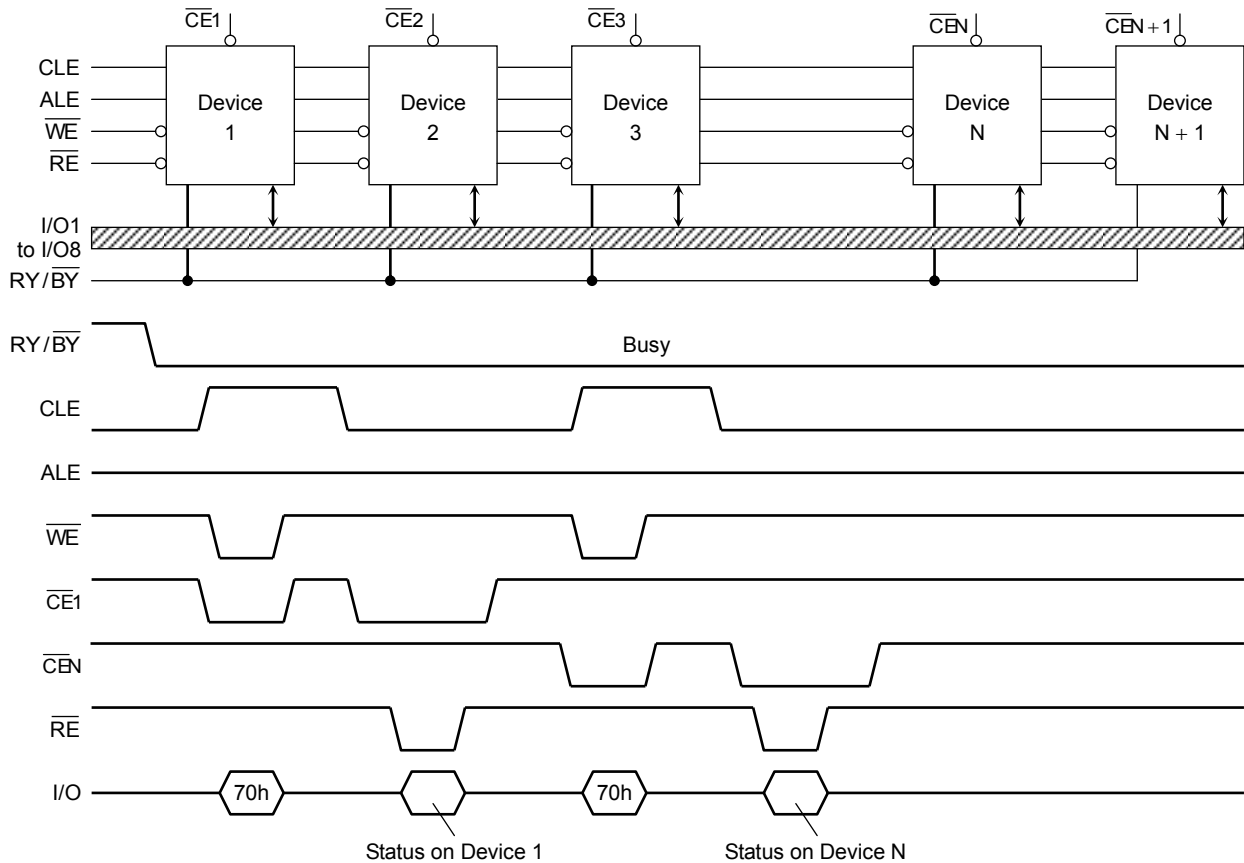 CE1 CE2 CE3 CEN CEN + 1
CLE
ALE
WE
RE
Device 1
Device 2
Device 3
Device N
Device N + 1
I/O1 to I/O8
RY/BY
RY/BY
Busy
CLE
ALE
WE
CE1
CEN
RE
I/O
70h
70h
Status on Device 1
Status on Device N